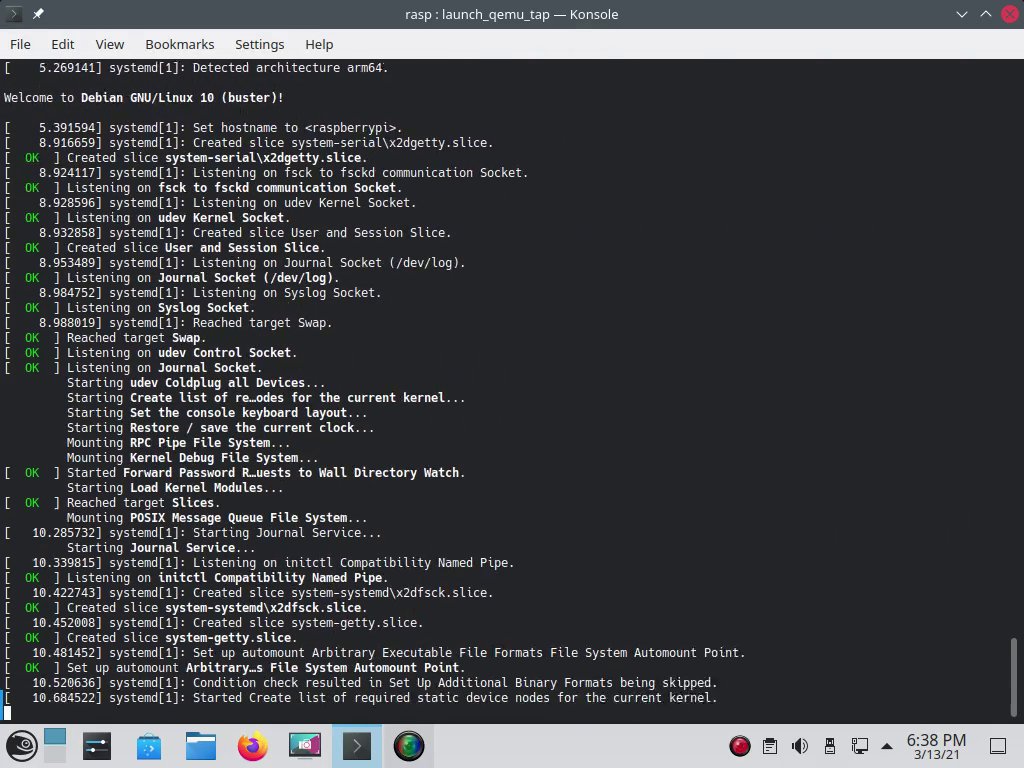 rasp : launch_qemu_tap — Konsole
File Edit View Bookmarks Settings Help
[    5.269141] systemd[1]: Detected architecture arm64.
Welcome to Debian GNU/Linux 10 (buster)!
[    5.391594] systemd[1]: Set hostname to <raspberrypi>.
[    8.916659] systemd[1]: Created slice system-serial\x2dgetty.slice.
[  OK  ] Created slice system-serial\x2dgetty.slice.
[    8.924117] systemd[1]: Listening on fsck to fsckd communication Socket.
[  OK  ] Listening on fsck to fsckd communication Socket.
[    8.928596] systemd[1]: Listening on udev Kernel Socket.
[  OK  ] Listening on udev Kernel Socket.
[    8.932858] systemd[1]: Created slice User and Session Slice.
[  OK  ] Created slice User and Session Slice.
[    8.953489] systemd[1]: Listening on Journal Socket (/dev/log).
[  OK  ] Listening on Journal Socket (/dev/log).
[    8.984752] systemd[1]: Listening on Syslog Socket.
[  OK  ] Listening on Syslog Socket.
[    8.988019] systemd[1]: Reached target Swap.
[  OK  ] Reached target Swap.
[  OK  ] Listening on udev Control Socket.
[  OK  ] Listening on Journal Socket.
         Starting udev Coldplug all Devices...
         Starting Create list of re…odes for the current kernel...
         Starting Set the console keyboard layout...
         Starting Restore / save the current clock...
         Mounting RPC Pipe File System...
         Mounting Kernel Debug File System...
[  OK  ] Started Forward Password R…uests to Wall Directory Watch.
         Starting Load Kernel Modules...
[  OK  ] Reached target Slices.
         Mounting POSIX Message Queue File System...
[   10.285732] systemd[1]: Starting Journal Service...
         Starting Journal Service...
[   10.339815] systemd[1]: Listening on initctl Compatibility Named Pipe.
[  OK  ] Listening on initctl Compatibility Named Pipe.
[   10.422743] systemd[1]: Created slice system-systemd\x2dfsck.slice.
[  OK  ] Created slice system-systemd\x2dfsck.slice.
[   10.452008] systemd[1]: Created slice system-getty.slice.
[  OK  ] Created slice system-getty.slice.
[   10.481452] systemd[1]: Set up automount Arbitrary Executable File Formats File System Automount Point.
[  OK  ] Set up automount Arbitrary…s File System Automount Point.
[   10.520636] systemd[1]: Condition check resulted in Set Up Additional Binary Formats being skipped.
[   10.684522] systemd[1]: Started Create list of required static device nodes for the current kernel.
6:38 PM
3/13/21